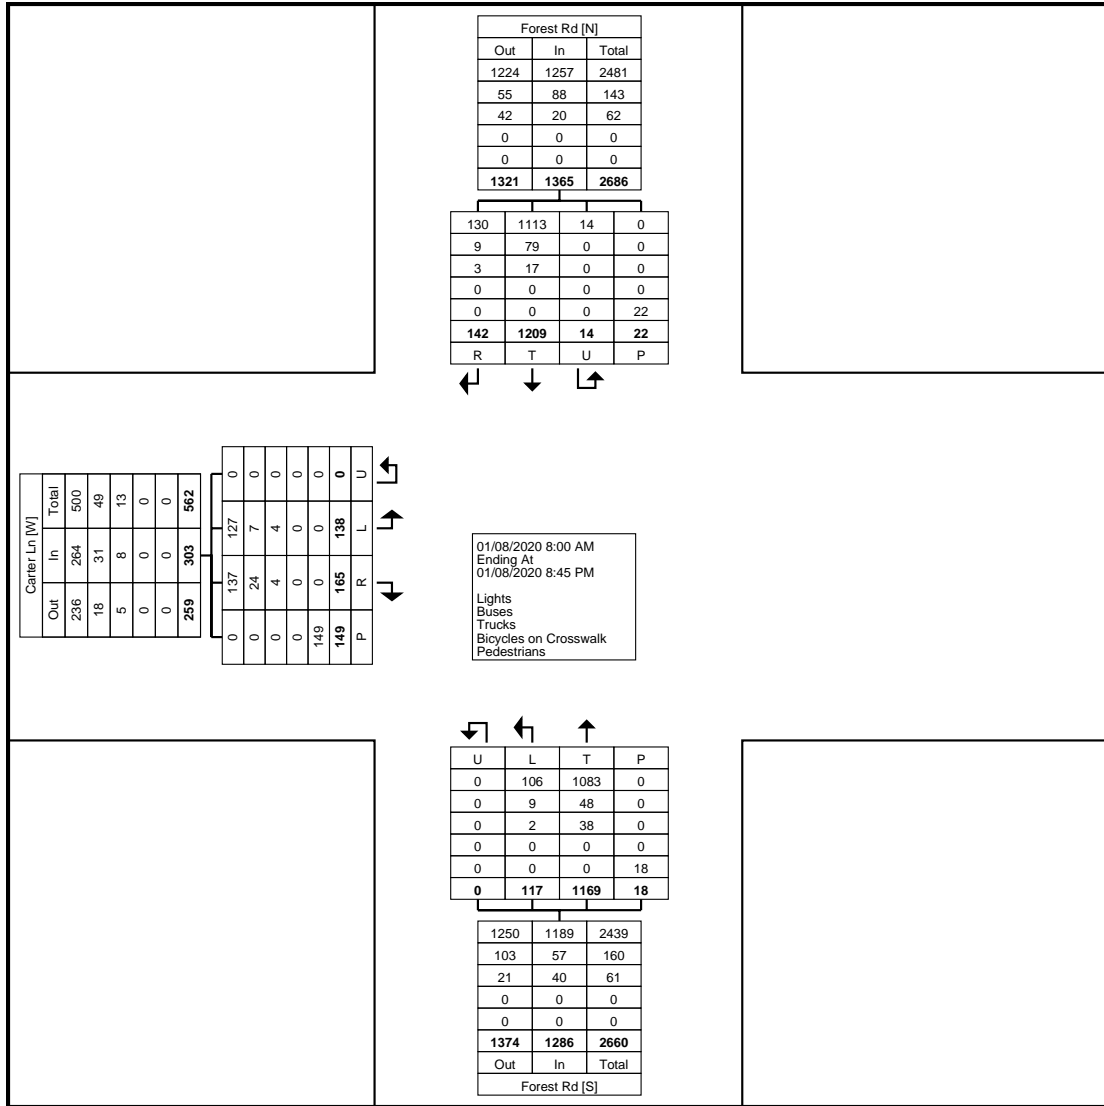 Forest Rd [N]
Out In Total
1224 1257 2481
55 88 143
42 20 62
0 0 0
0 0 0
1321 1365 2686
130 1113 14 0
9 79 0 0
3 17 0 0
0 0 0 0
0 0 0 22
142 1209 14 22
R T U P
Carter Ln [W]
Out In Total
236 264 500
18 31 49
5 8 13
0 0 0
0 0 0
259 303 562
0 137 127 0
0 24 7 0
0 4 4 0
0 0 0 0
149 0 0 0
149 165 138 0
P R L U
01/08/2020 8:00 AM
Ending At
01/08/2020 8:45 PM
Lights
Buses
Trucks
Bicycles on Crosswalk
Pedestrians
U L T P
0 106 1083 0
0 9 48 0
0 2 38 0
0 0 0 0
0 0 0 18
0 117 1169 18
1250 1189 2439
103 57 160
21 40 61
0 0 0
0 0 0
1374 1286 2660
Out In Total
Forest Rd [S]